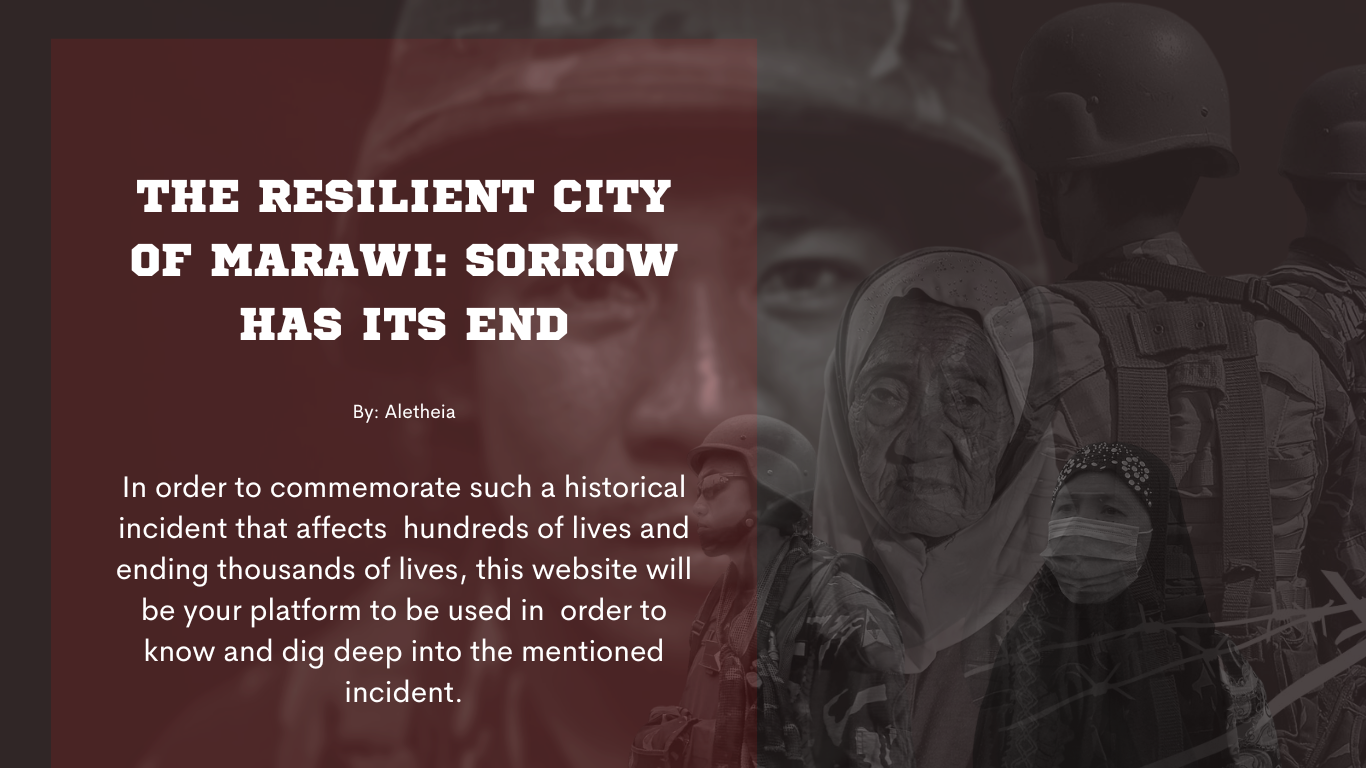 THE RESILIENT CITY
OF MARAWI: SORROW
HAS ITS END
By: Aletheia
In order to commemorate such a historical
incident that affects  hundreds of lives and
ending thousands of lives, this website will
be your platform to be used in  order to
know and dig deep into the mentioned
incident.